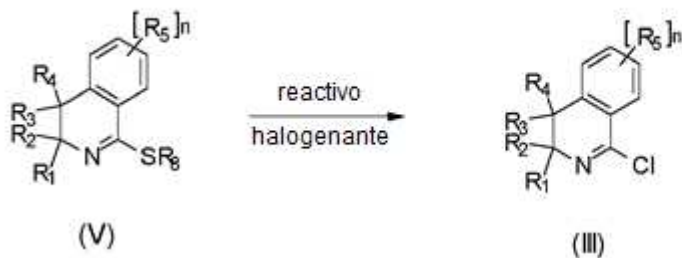 [R₅]n
R₄
R₃
R₂
R₁
N
SR₈
(V)
reactivo
halogenante
[R₅]n
R₄
R₃
R₂
R₁
N
Cl
(III)